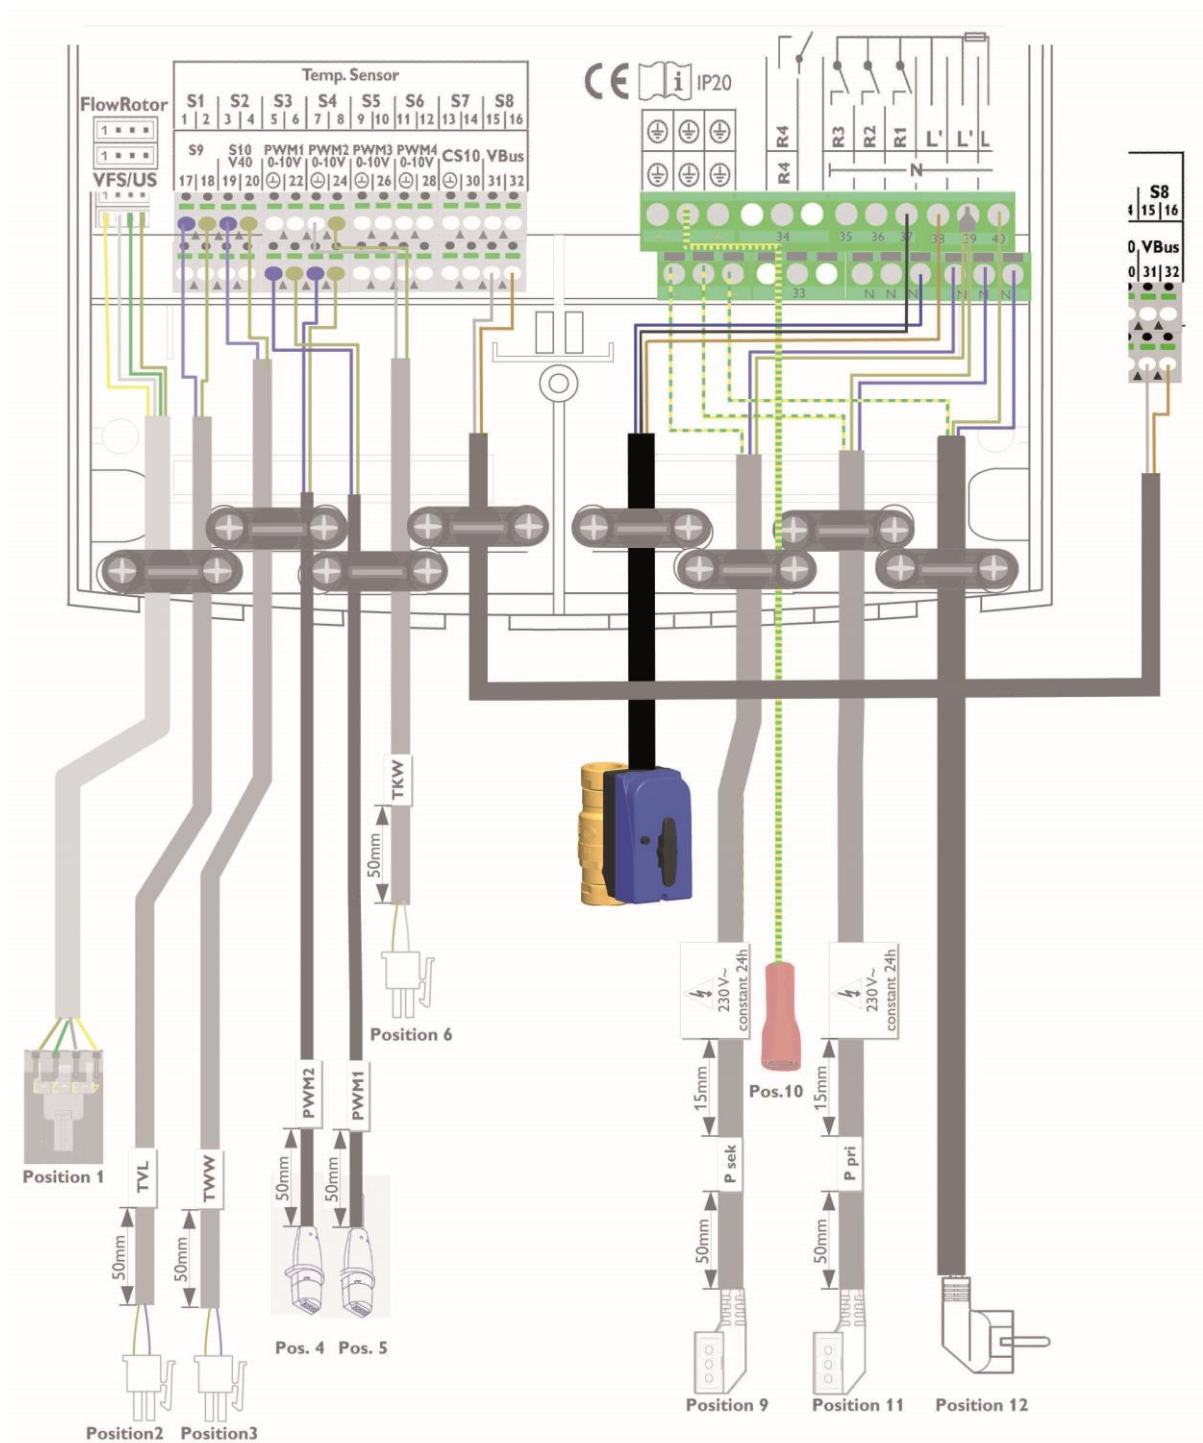 Temp. Sensor
FlowRotor
S1 S2 S3 S4 S5 S6 S7 S8
1 2 3 4 5 6 7 8 9 10 11 12 13 14 15 16
1
1
VFS/US
S9 S10 V40 PWM1 0-10V PWM2 0-10V PWM3 0-10V PWM4 0-10V CS10 VBus
17 18 19 20 22 24 26 28 30 31 32
CE i IP20
R4 R3 R2 R1 L' L' L
R4 N
34 35 36 37 38 39 40
33 N N N N N N
S8
4 15 16
0, VBus
0 31 32
TKW
50mm
Position 6
230V~
constant 24h
230V~
constant 24h
15mm
Pos.10
15mm
PWM2
PWM1
P sek
P pri
Position 1
TVL
TWW
50mm
50mm
50mm
50mm
50mm
50mm
Pos. 4 Pos. 5
Position 9
Position 11
Position 12
Position2
Position3